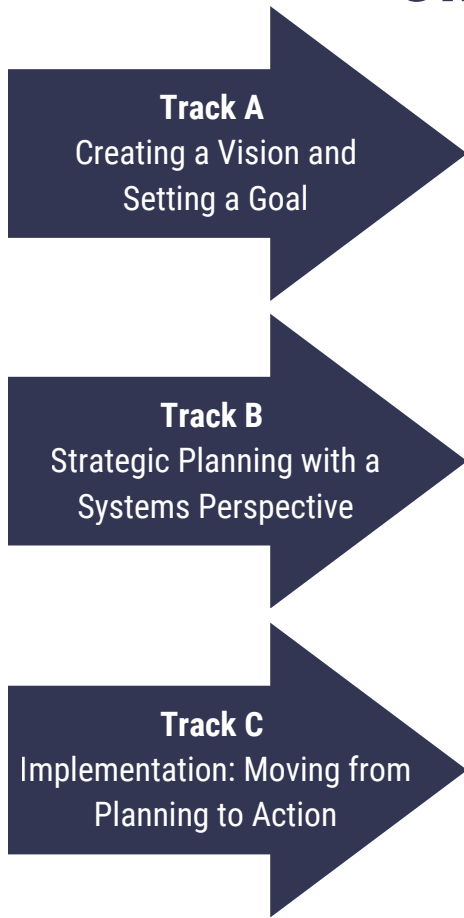 Track A
Creating a Vision and
Setting a Goal
Track B
Strategic Planning with a
Systems Perspective
Track C
Implementation: Moving from
Planning to Action